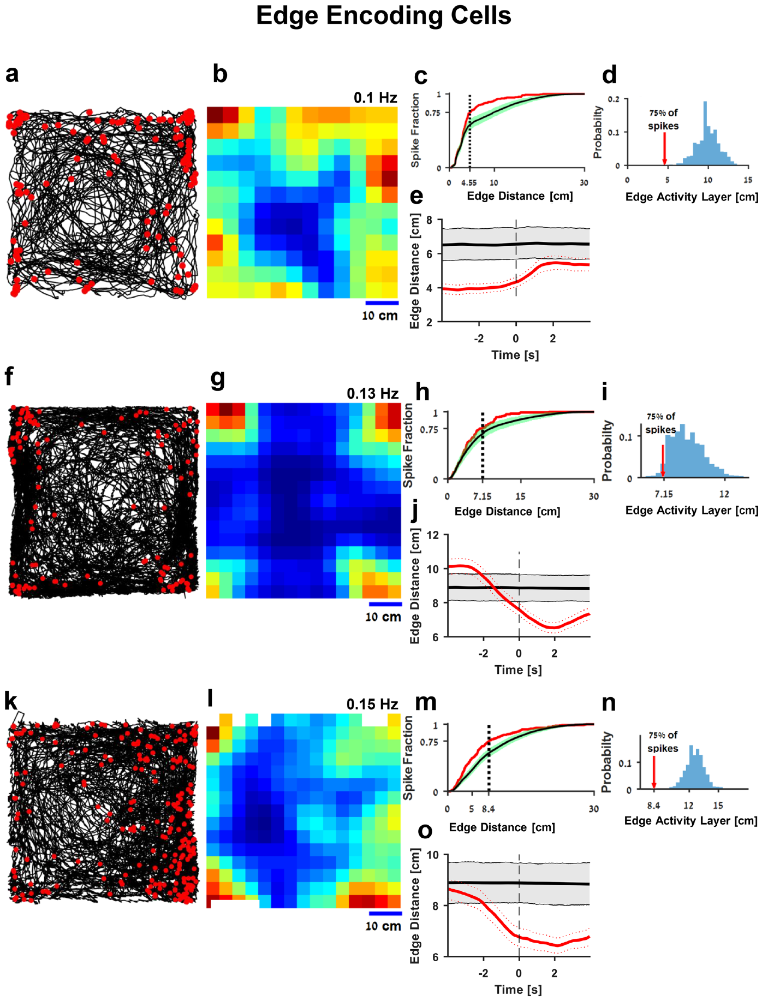 Edge Encoding Cells
a
b
0.1 Hz
10 cm
c
Spike Fraction
1
0.75
0
0 4.55 10 30
Edge Distance [cm]
d
Probabilty
0.2
0.1
0
75% of
spikes
0 5 10 15
Edge Activity Layer [cm]
e
Edge Distance [cm]
8
6
4
2
-2 0 2
Time [s]
f
g
0.13 Hz
10 cm
h
Spike Fraction
1
0.75
0
0 7.15 15 30
Edge Distance [cm]
i
Probabilty
0.1
0
75% of
spikes
7.15 12
Edge Activity Layer [cm]
j
Edge Distance [cm]
12
10
8
6
-2 0 2
Time [s]
k
l
0.15 Hz
10 cm
m
Spike Fraction
1
0.75
0
0 5 8.4 30
Edge Distance [cm]
n
Probabilty
0.1
0
75% of
spikes
8.4 12 15
Edge Activity Layer [cm]
o
Edge Distance [cm]
10
8
6
-2 0 2
Time [s]